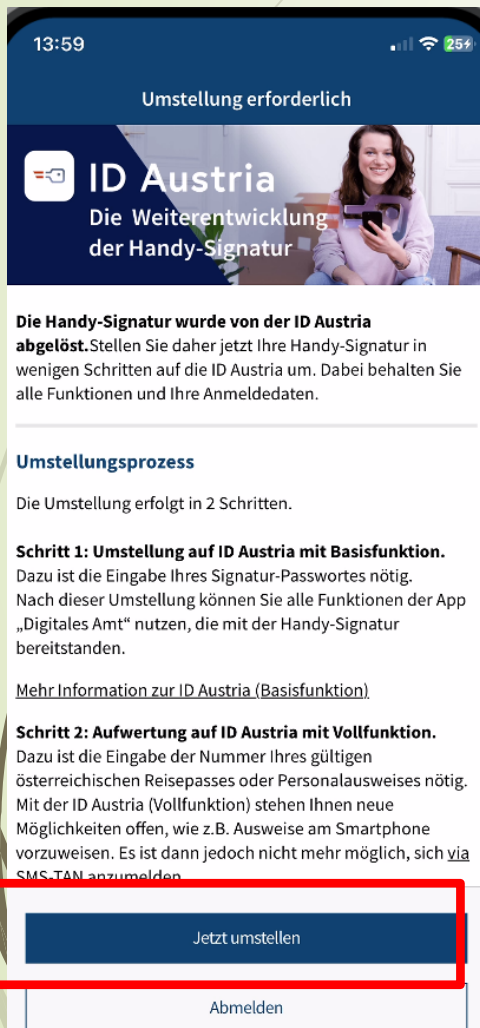 13:59
25
Umstellung erforderlich
ID Austria
Die Weiterentwicklung
der Handy-Signatur
Die Handy-Signatur wurde von der ID Austria
abgelöst.Stellen Sie daher jetzt Ihre Handy-Signatur in
wenigen Schritten auf die ID Austria um. Dabei behalten Sie
alle Funktionen und Ihre Anmeldedaten.
Umstellungsprozess
Die Umstellung erfolgt in 2 Schritten.
Schritt 1: Umstellung auf ID Austria mit Basisfunktion.
Dazu ist die Eingabe Ihres Signatur-Passwortes nötig.
Nach dieser Umstellung können Sie alle Funktionen der App
„Digitales Amt“ nutzen, die mit der Handy-Signatur
bereitstanden.
Mehr Information zur ID Austria (Basisfunktion)
Schritt 2: Aufwertung auf ID Austria mit Vollfunktion.
Dazu ist die Eingabe der Nummer Ihres gültigen
österreichischen Reisepasses oder Personalausweises nötig.
Mit der ID Austria (Vollfunktion) stehen Ihnen neue
Möglichkeiten offen, wie z.B. Ausweise am Smartphone
vorzuweisen. Es ist dann jedoch nicht mehr möglich, sich via
SMS-TAN anzumelden
Jetzt umstellen
Abmelden